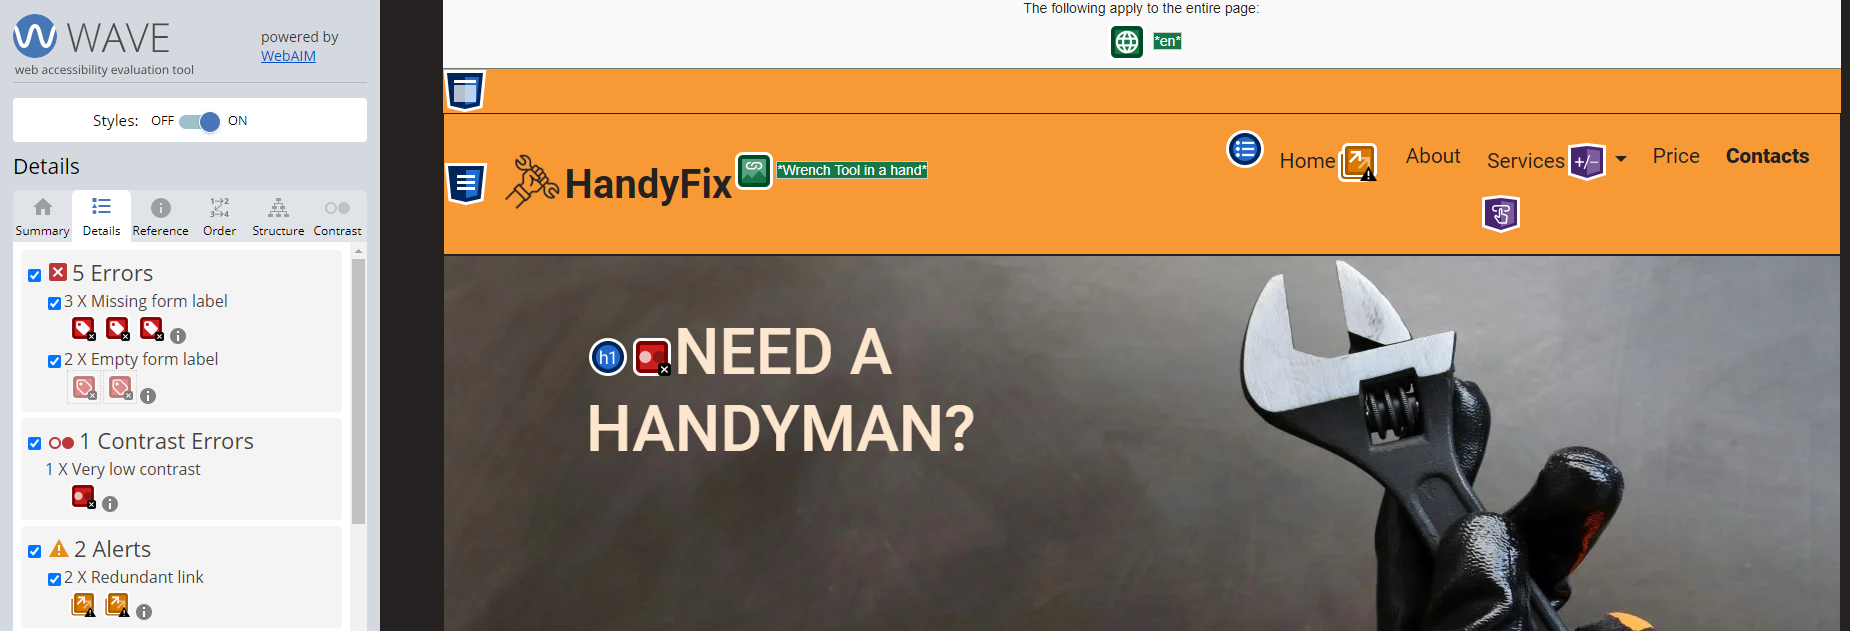 WAVE
powered by
WebAIM
web accessibility evaluation tool
Styles: OFF ON
Details
Summary Details Reference Order Structure Contrast
5 Errors
3 X Missing form label
2 X Empty form label
1 Contrast Errors
1 X Very low contrast
2 Alerts
2 X Redundant link
The following apply to the entire page:
*en*
HandyFix
*Wrench Tool in a hand*
Home About Services +/- Price Contacts
h1 NEED A
HANDYMAN?